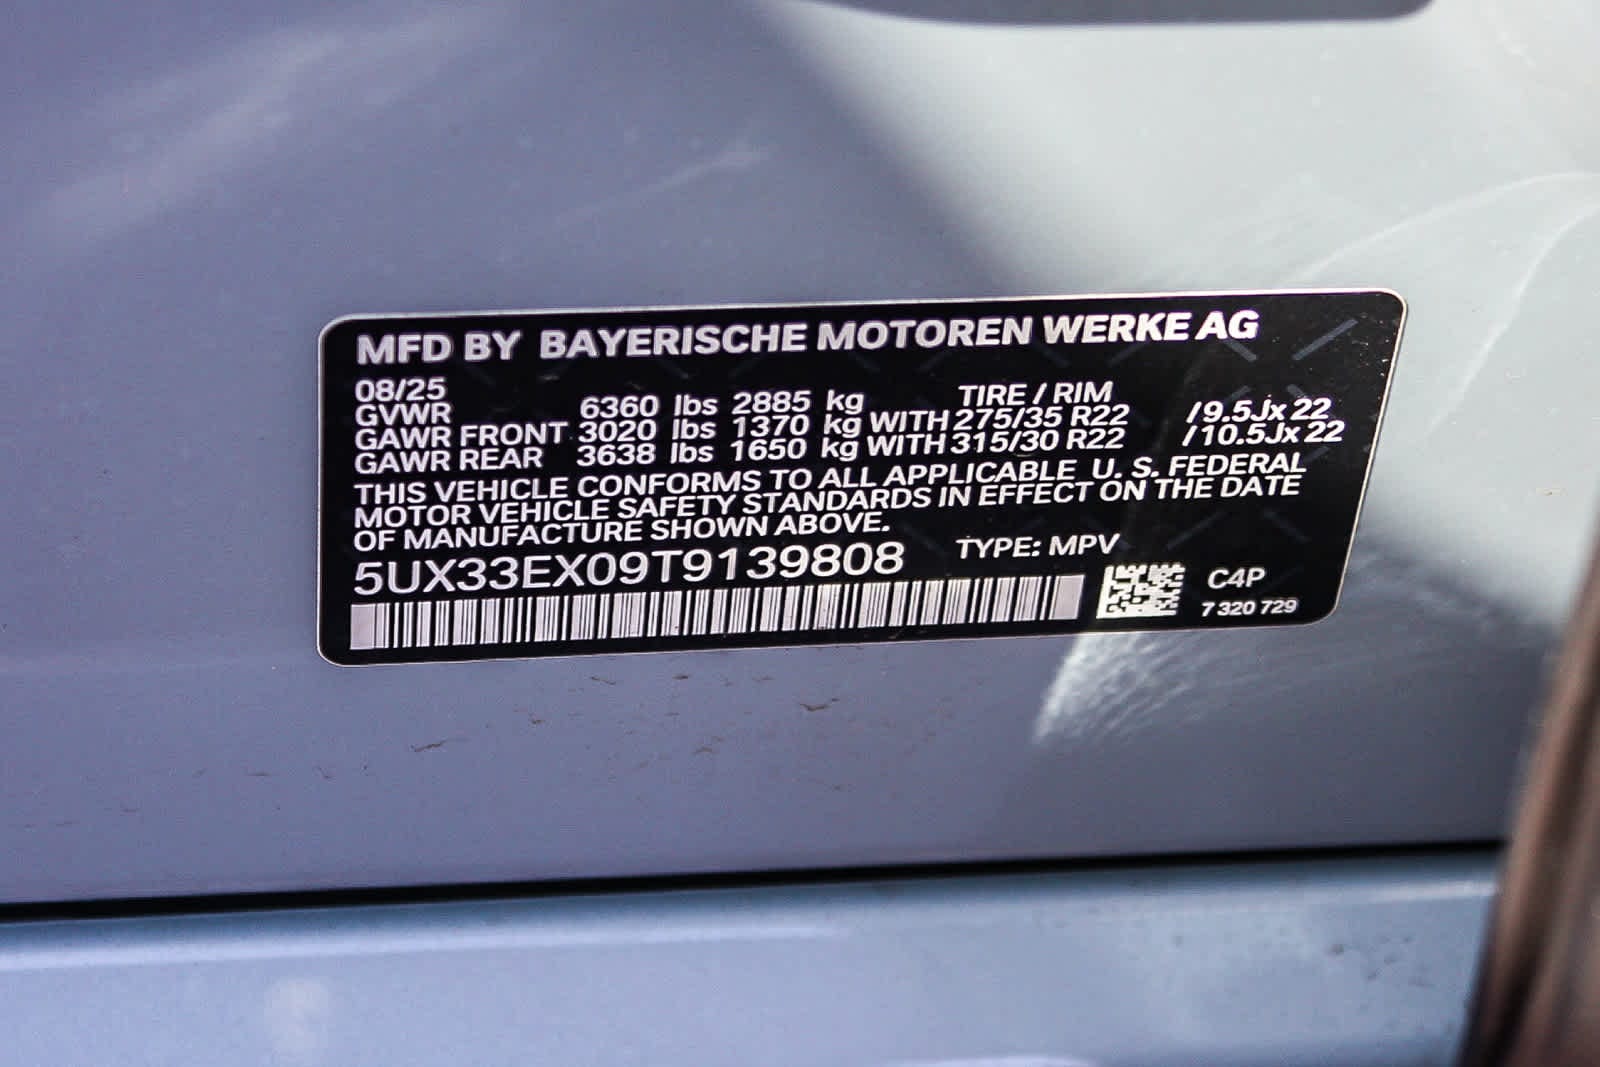 MFD BY BAYERISCHE MOTOREN WERKE AG
08/25 TIRE / RIM
GVWR 6360 lbs 2885 kg
GAWR FRONT 3020 lbs 1370 kg WITH 275/35 R22 / 9.5Jx22
GAWR REAR 3638 lbs 1650 kg WITH 315/30 R22 / 10.5Jx22
THIS VEHICLE CONFORMS TO ALL APPLICABLE U. S. FEDERAL
MOTOR VEHICLE SAFETY STANDARDS IN EFFECT ON THE DATE
OF MANUFACTURE SHOWN ABOVE.
5UX33EX09T9139808 TYPE: MPV
C4P
7 320 729